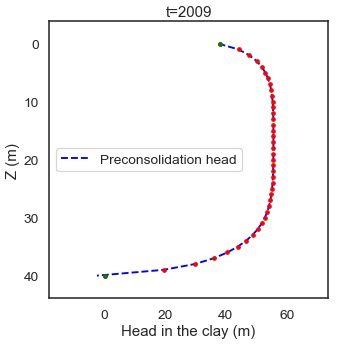 t=2009
0
10
20
30
40
Z (m)
Preconsolidation head
0 20 40 60
Head in the clay (m)